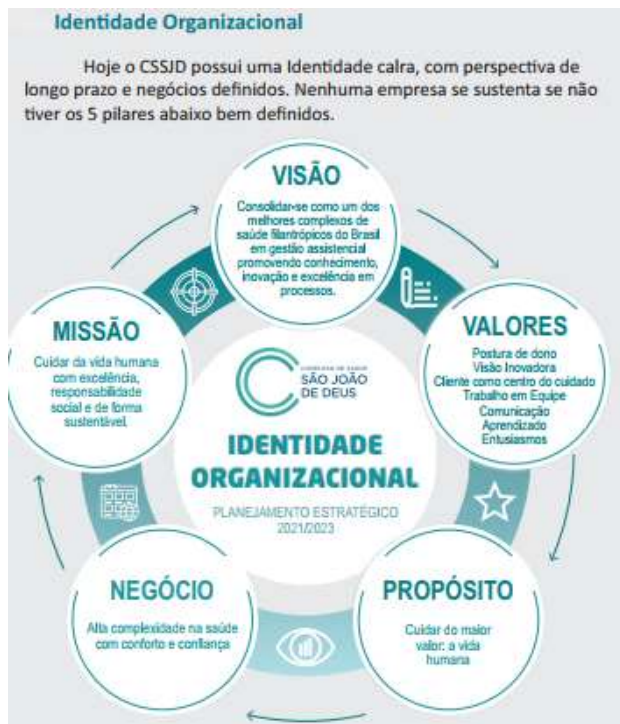 Identidade Organizacional
Hoje o CSSJD possui uma Identidade calra, com perspectiva de
longo prazo e negócios definidos. Nenhuma empresa se sustenta se não
tiver os 5 pilares abaixo bem definidos.
VISÃO
Consolidar-se como um dos
melhores complexos de
saúde filantrópicos do Brasil
em gestão assistencial
promovendo conhecimento,
inovação e excelência em
processos.
VALORES
Postura de dono
Visão Inovadora
Cliente como centro do cuidado
Trabalho em Equipe
Comunicação
Aprendizado
Entusiasmos
PROPÓSITO
Cuidar do maior
valor: a vida
humana
NEGÓCIO
Alta complexidade na saúde
com conforto e confiança
MISSÃO
Cuidar da vida humana
com excelência,
responsabilidade
social e de forma
sustentável.
COMPLEXO DE SAÚDE
SÃO JOÃO
DE DEUS
IDENTIDADE
ORGANIZACIONAL
PLANEJAMENTO ESTRATÉGICO
2021/2023